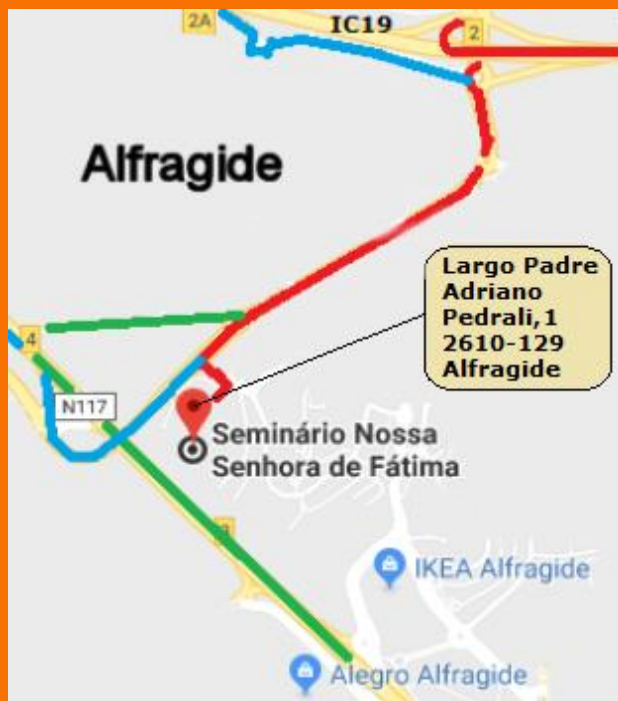 2A
IC19
2
Alfragide
Largo Padre
Adriano
Pedrali,1
2610-129
Alfragide
4
N117
Seminário Nossa
Senhora de Fátima
3
IKEA Alfragide
Alegro Alfragide